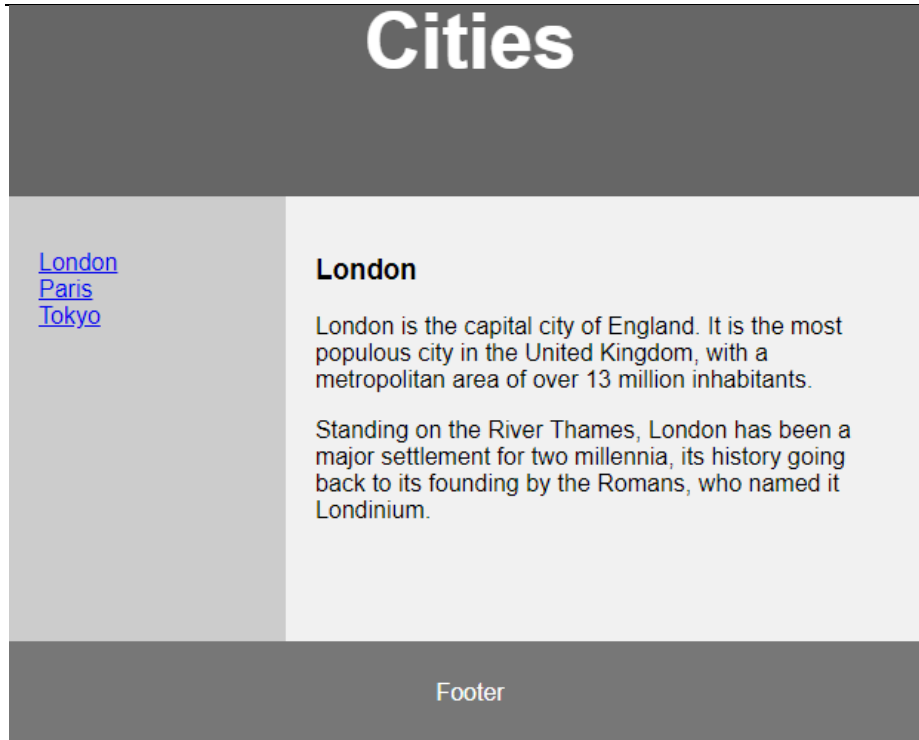 Cities
London
Paris
Tokyo
London
London is the capital city of England. It is the most
populous city in the United Kingdom, with a
metropolitan area of over 13 million inhabitants.
Standing on the River Thames, London has been a
major settlement for two millennia, its history going
back to its founding by the Romans, who named it
Londinium.
Footer